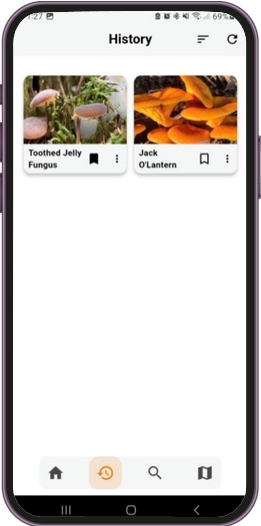 1:27
69%
History
Toothed Jelly
Fungus
Jack
O'Lantern